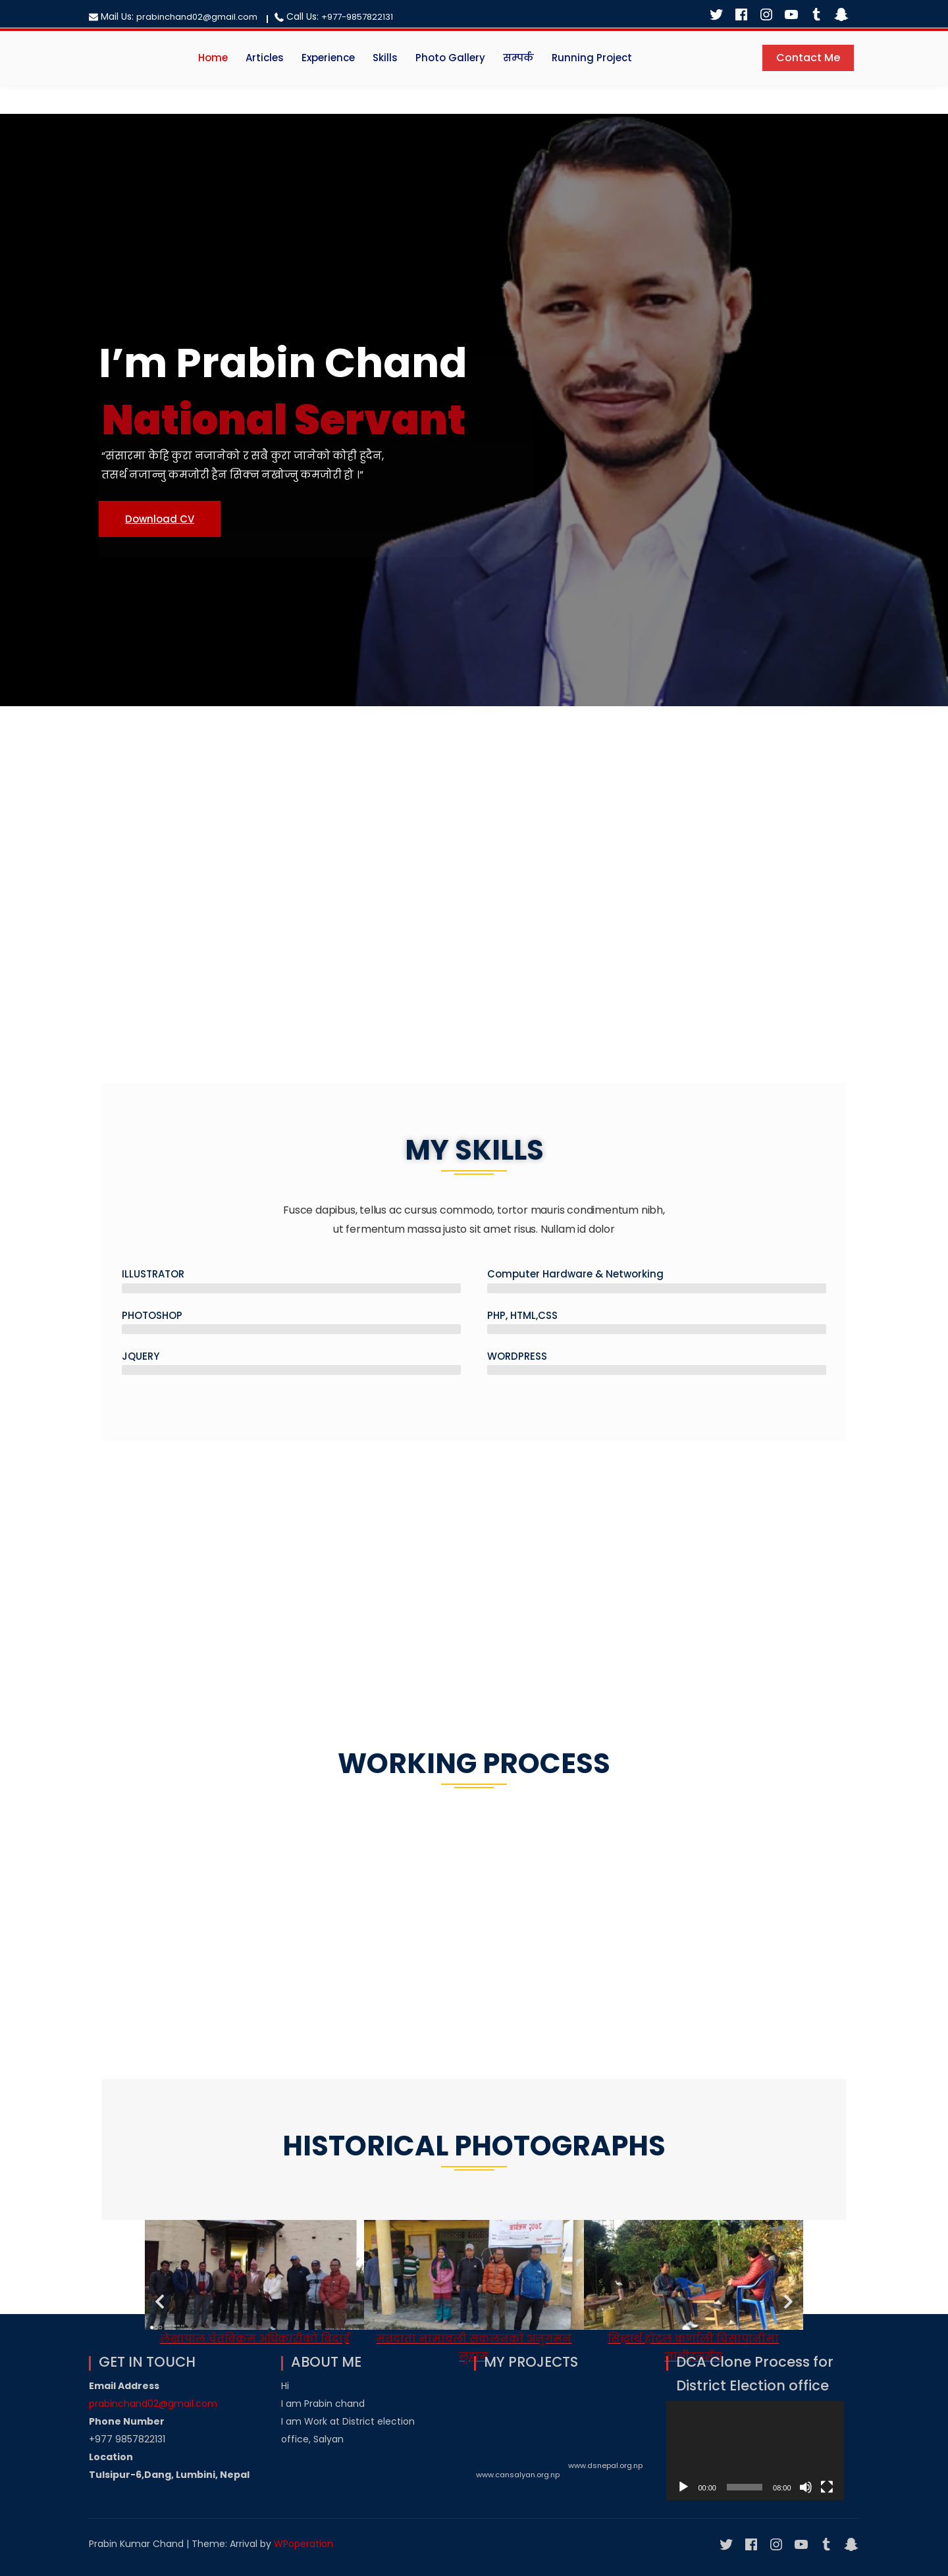 Mail Us: prabinchand02@gmail.com | Call Us: +977-9857822131
Home Articles Experience Skills Photo Gallery सम्पर्क Running Project Contact Me
I’m Prabin Chand
National Servant
“संसारमा केहि कुरा नजानेको र सबै कुरा जानेको कोही हुदैन,
तसर्थ नजान्नु कमजोरी हैन सिक्न नखोज्नु कमजोरी हो ।”
Download CV
MY SKILLS
Fusce dapibus, tellus ac cursus commodo, tortor mauris condimentum nibh,
ut fermentum massa justo sit amet risus. Nullam id dolor
ILLUSTRATOR
Computer Hardware & Networking
PHOTOSHOP
PHP, HTML,CSS
JQUERY
WORDPRESS
WORKING PROCESS
HISTORICAL PHOTOGRAPHS
मतदाता नामावली संकलनको अनुगमन
GET IN TOUCH
Email Address
prabinchand02@gmail.com
Phone Number
+977 9857822131
Location
Tulsipur-6,Dang, Lumbini, Nepal
ABOUT ME
Hi
I am Prabin chand
I am Work at District election
office, Salyan
MY PROJECTS
www.cansalyan.org.np
www.dsnepal.org.np
DCA Clone Process for
District Election office
00:00 08:00
Prabin Kumar Chand | Theme: Arrival by WPoperation